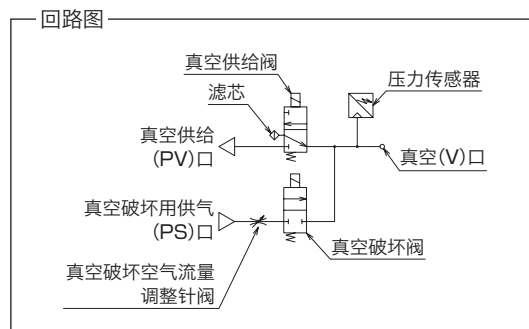 回路图
真空供给阀
滤芯
压力传感器
真空供给
(PV)口
真空(V)口
真空破坏用供气
(PS)口
真空破坏阀
真空破坏空气流量
调整针阀